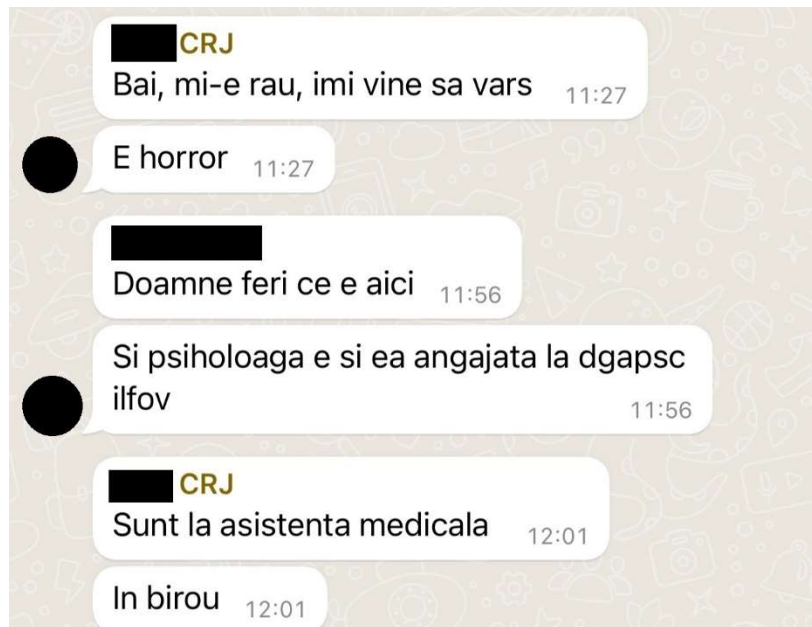 CRJ
Bai, mi-e rau, imi vine sa vars 11:27
E horror 11:27
Doamne feri ce e aici 11:56
Si psiholoaga e si ea angajata la dgapsc
ilfov 11:56
CRJ
Sunt la asistenta medicala 12:01
In birou 12:01